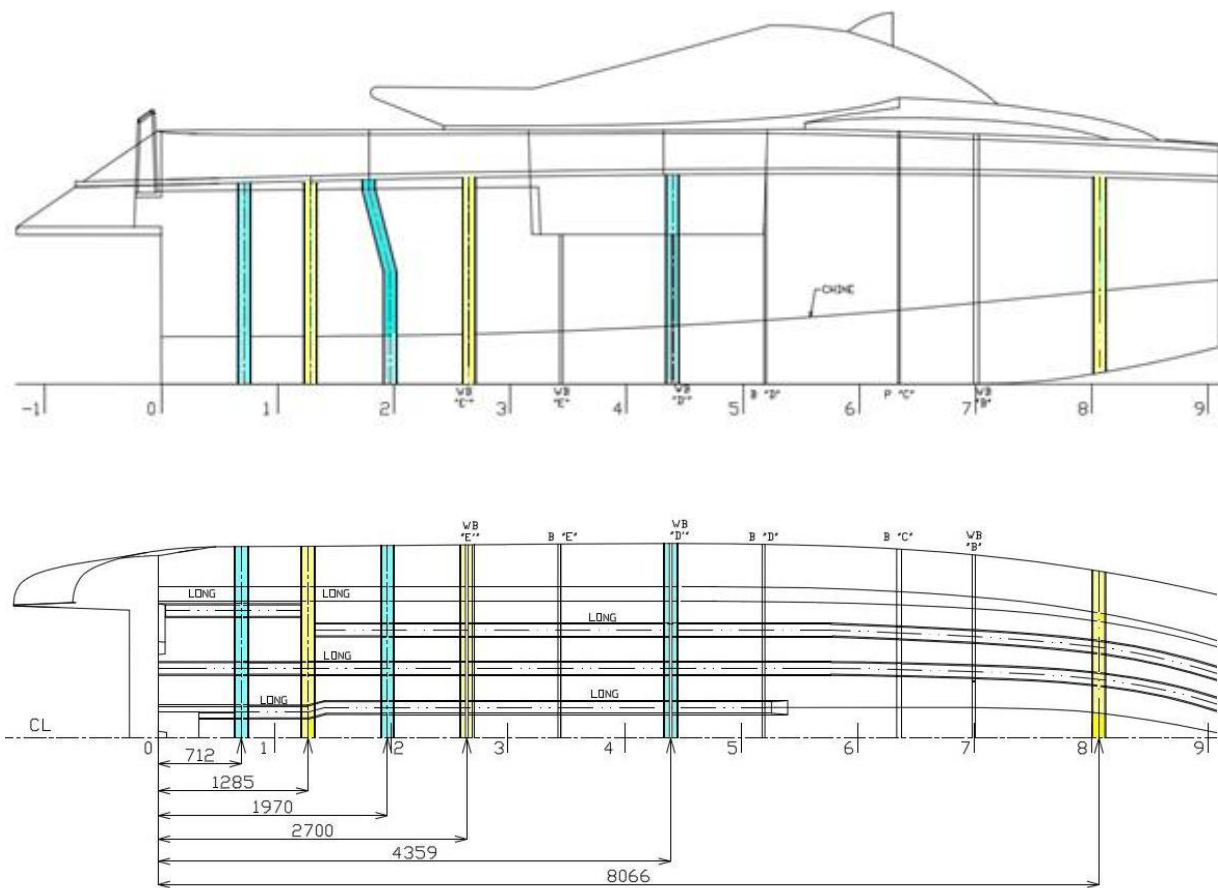 CHINE
-1 0 1 2 3 4 5 6 7 8 9
WB "C'" WB "E" WB "D'" B "D" P "C" WB "B"
WB "E'" B "E" WB "D'" B "D" B "C" WB "B"
LONG LONG LONG
LONG
LONG LONG
CL
0 1 2 3 4 5 6 7 8 9
712
1285
1970
2700
4359
8066